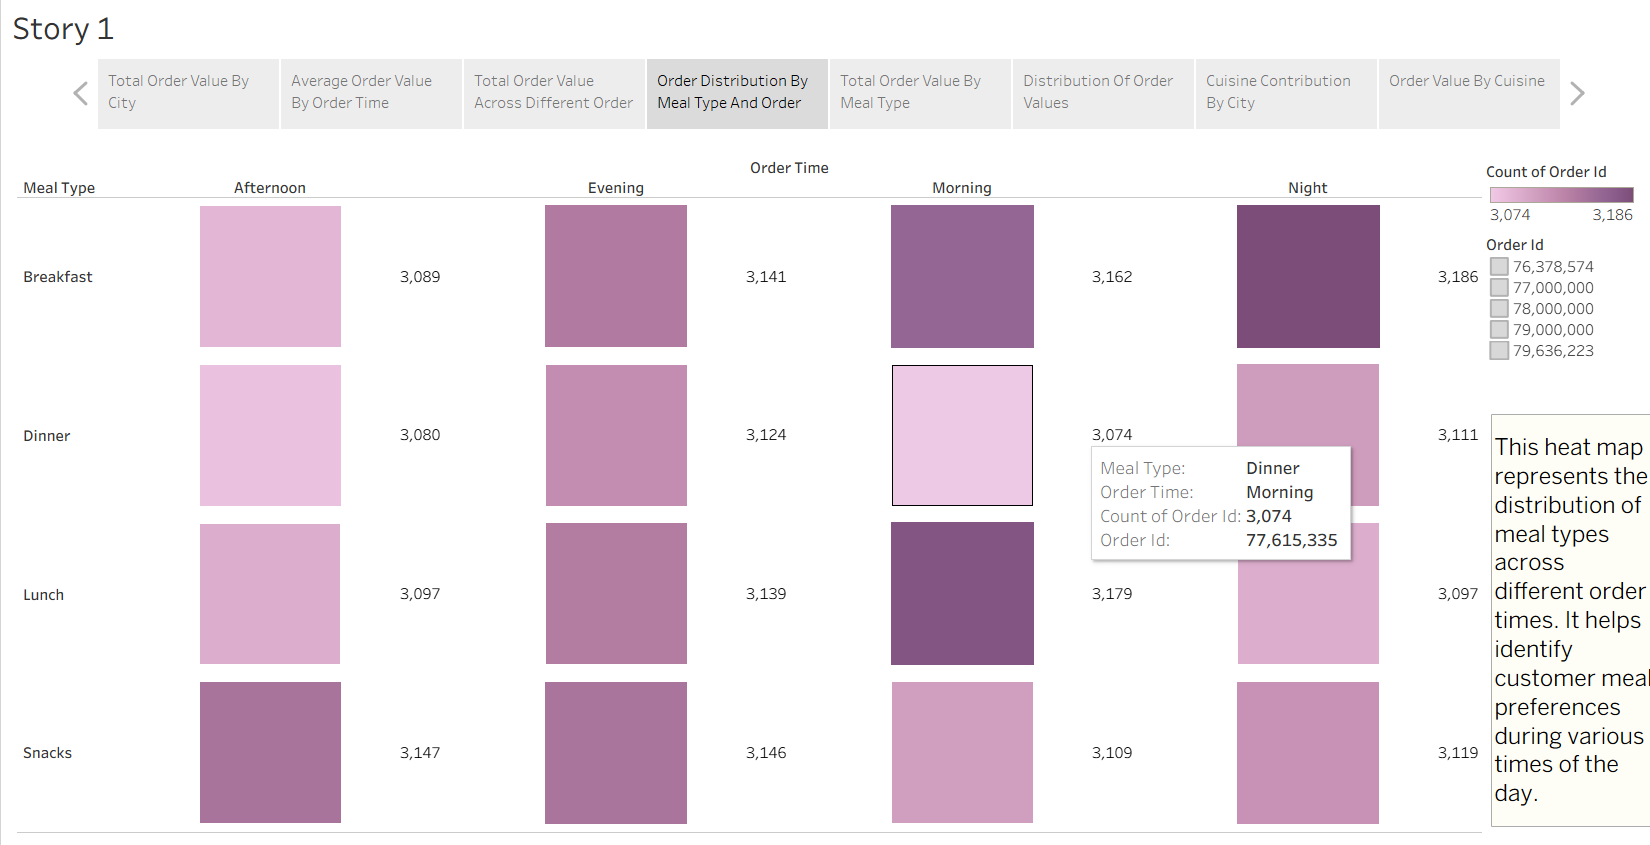 Story 1
Total Order Value By
City
Average Order Value
By Order Time
Total Order Value
Across Different Order
Order Distribution By
Meal Type And Order
Total Order Value By
Meal Type
Distribution Of Order
Values
Cuisine Contribution
By City
Order Value By Cuisine
Order Time
Meal Type Afternoon Evening Morning Night
Breakfast 3,089 3,141 3,162 3,186
Dinner 3,080 3,124 3,074 3,111
Meal Type: Dinner
Order Time: Morning
Count of Order Id: 3,074
Order Id: 77,615,335
Lunch 3,097 3,139 3,179 3,097
Snacks 3,147 3,146 3,109 3,119
Count of Order Id
3,074 3,186
Order Id
76,378,574
77,000,000
78,000,000
79,000,000
79,636,223
This heat map
represents the
distribution of
meal types
across
different order
times. It helps
identify
customer meal
preferences
during various
times of the
day.